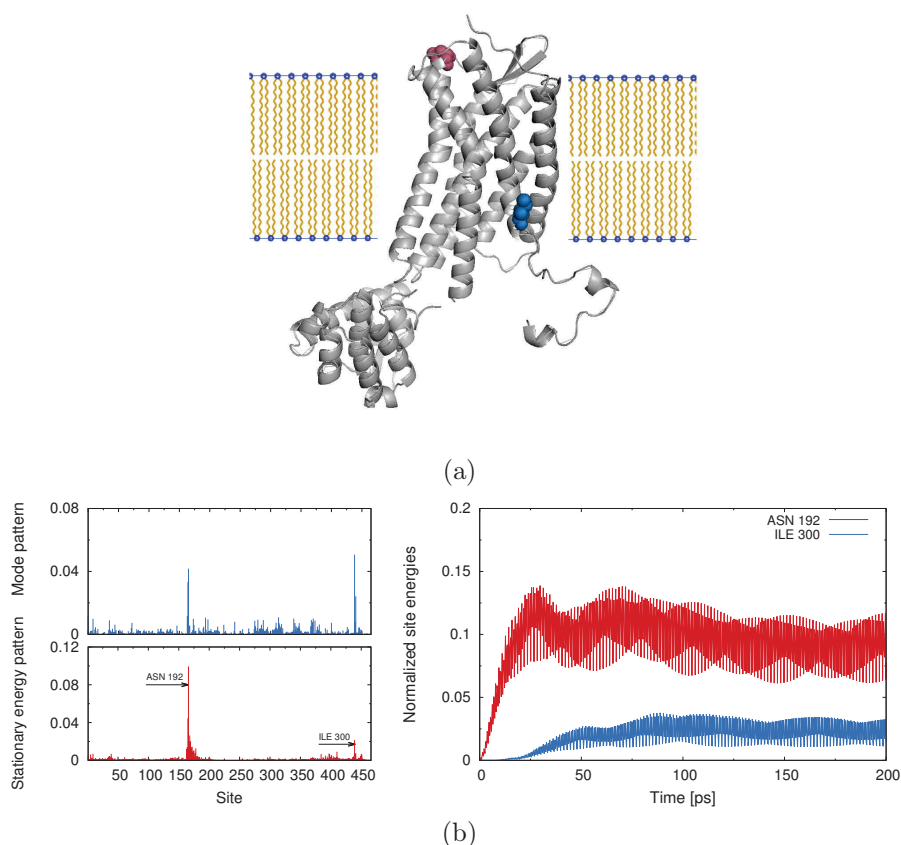 (a)
Mode pattern
0.08
0.04
0
Stationary energy pattern
0.12
0.08
0.04
0
ASN 192
ILE 300
50 100 150 200 250 300 350 400 450
Site
Normalized site energies
0.2
0.15
0.1
0.05
0
ASN 192
ILE 300
0 50 100 150 200
Time [ps]
(b)